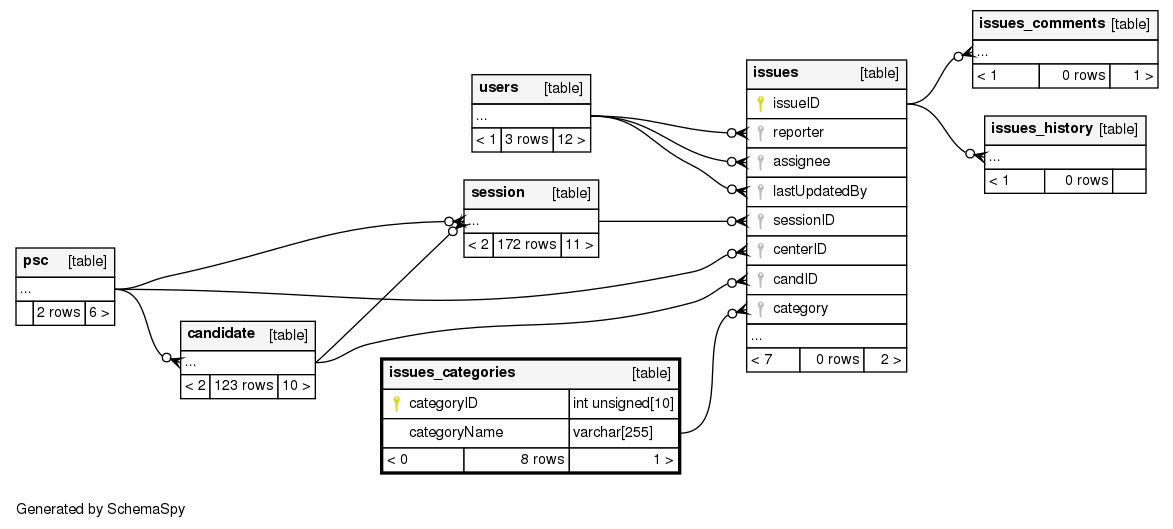 issues_comments [table]
...
< 1 0 rows 1 >
issues [table]
issueID
reporter
assignee
lastUpdatedBy
sessionID
centerID
candID
category
...
< 7 0 rows 2 >
users [table]
...
< 1 3 rows 12 >
issues_history [table]
...
< 1 0 rows
session [table]
...
< 2 172 rows 11 >
psc [table]
...
2 rows 6 >
candidate [table]
...
< 2 123 rows 10 >
issues_categories [table]
categoryID int unsigned[10]
categoryName varchar[255]
< 0 8 rows 1 >
Generated by SchemaSpy